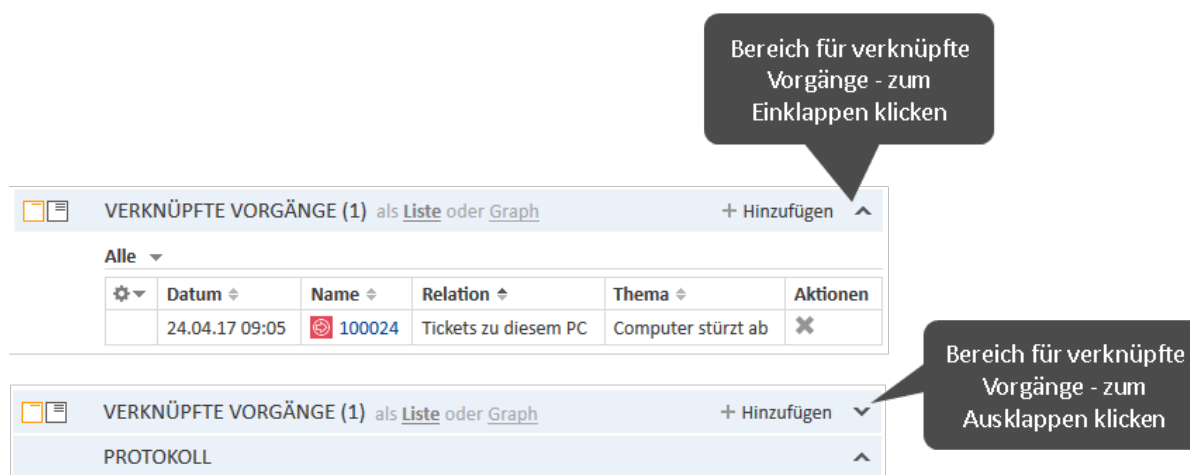 Bereich für verknüpfte
Vorgänge - zum
Einklappen klicken
VERKNÜPFTE VORGÄNGE (1) als Liste oder Graph + Hinzufügen
Alle
Datum Name Relation Thema Aktionen
24.04.17 09:05 100024 Tickets zu diesem PC Computer stürzt ab
Bereich für verknüpfte
Vorgänge - zum
Ausklappen klicken
VERKNÜPFTE VORGÄNGE (1) als Liste oder Graph + Hinzufügen
PROTOKOLL